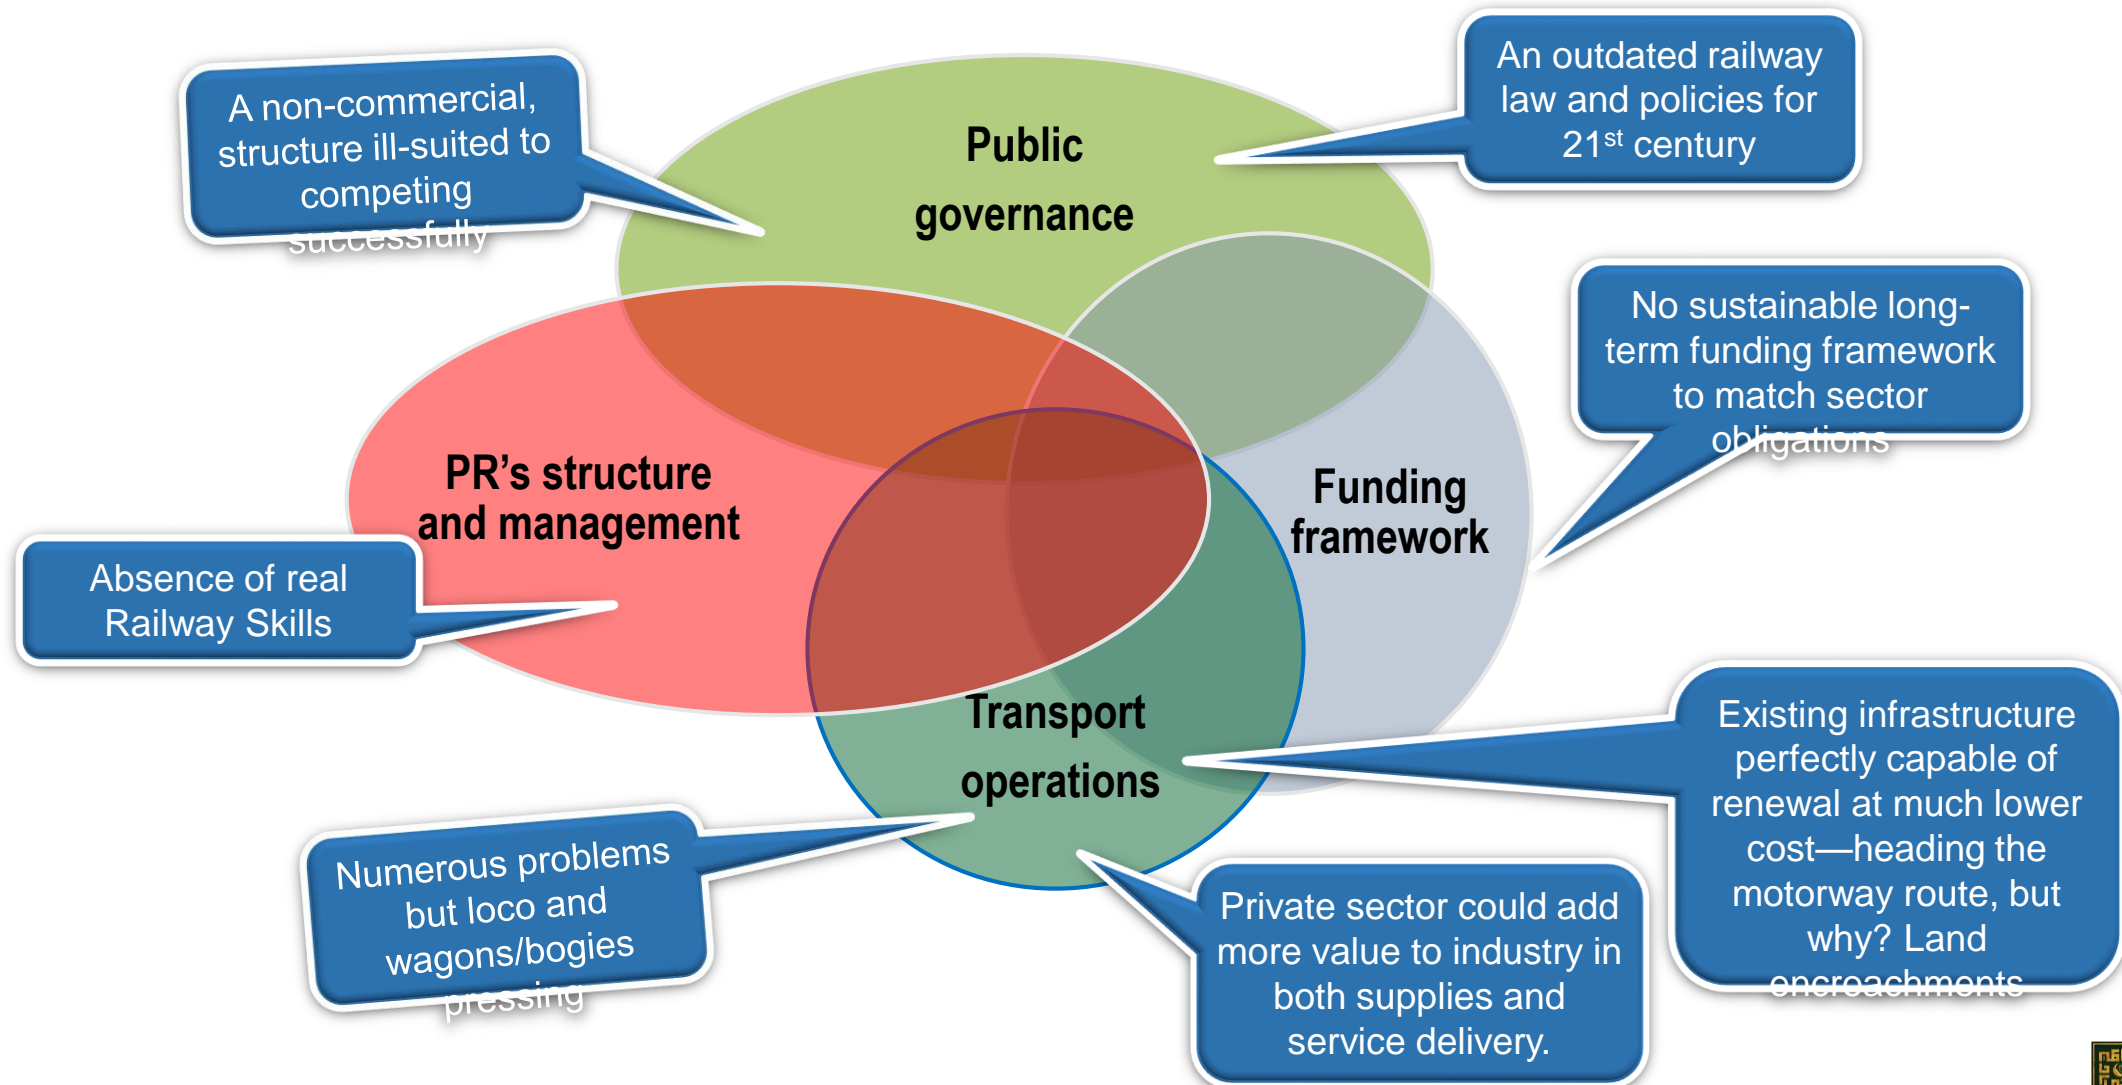 A non-commercial,
structure ill-suited to
competing
successfully
An outdated railway
law and policies for
21st century
Public
governance
No sustainable long-
term funding framework
to match sector
obligations
PR’s structure
and management
Funding
framework
Absence of real
Railway Skills
Transport
operations
Existing infrastructure
perfectly capable of
renewal at much lower
cost—heading the
motorway route, but
why? Land
encroachments
Numerous problems
but loco and
wagons/bogies
pressing
Private sector could add
more value to industry in
both supplies and
service delivery.